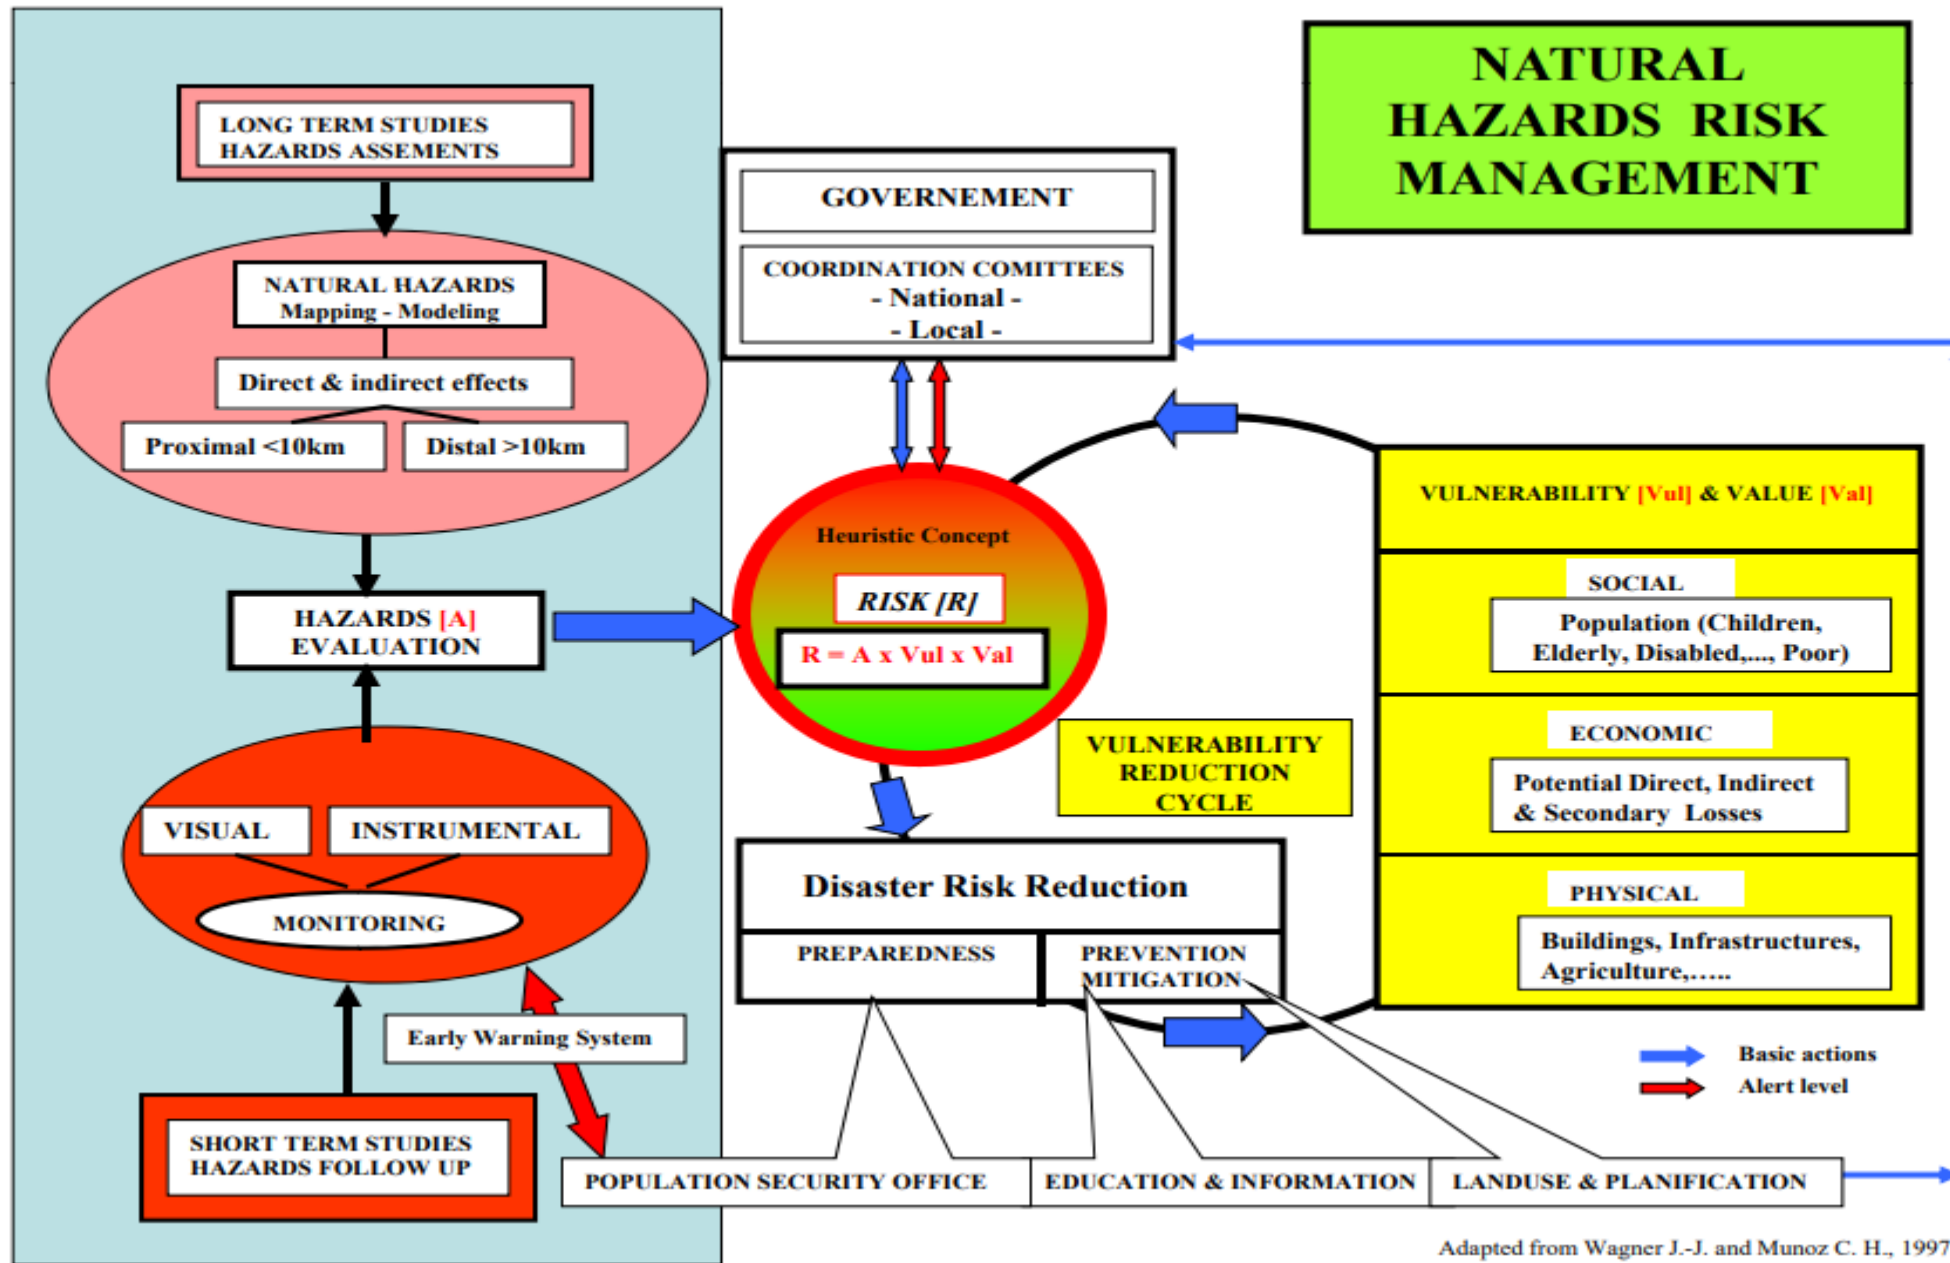 NATURAL
HAZARDS RISK
MANAGEMENT
LONG TERM STUDIES
HAZARDS ASSEMENTS
NATURAL HAZARDS
Mapping - Modeling
Direct & indirect effects
Proximal <10km
Distal >10km
HAZARDS [A]
EVALUATION
VISUAL
INSTRUMENTAL
MONITORING
Early Warning System
SHORT TERM STUDIES
HAZARDS FOLLOW UP
GOVERNEMENT
COORDINATION COMITTEES
- National -
- Local -
Heuristic Concept
RISK [R]
R = A x Vul x Val
VULNERABILITY
REDUCTION
CYCLE
Disaster Risk Reduction
PREPAREDNESS
PREVENTION
MITIGATION
VULNERABILITY [Vul] & VALUE [Val]
SOCIAL
Population (Children,
Elderly, Disabled,..., Poor)
ECONOMIC
Potential Direct, Indirect
& Secondary Losses
PHYSICAL
Buildings, Infrastructures,
Agriculture,.....
Basic actions
Alert level
POPULATION SECURITY OFFICE
EDUCATION & INFORMATION
LANDUSE & PLANIFICATION
Adapted from Wagner J.-J. and Munoz C. H., 1997